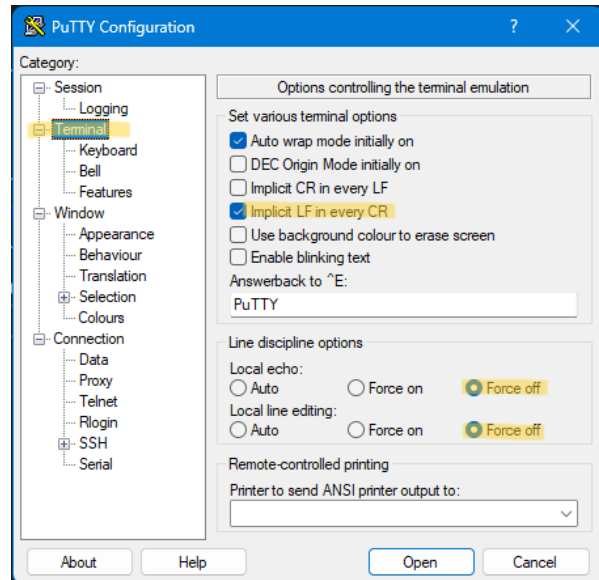 PuTTY Configuration
?
Category:
Session
Logging
Terminal
Keyboard
Bell
Features
Window
Appearance
Behaviour
Translation
Selection
Colours
Connection
Data
Proxy
Telnet
Rlogin
SSH
Serial
Options controlling the terminal emulation
Set various terminal options
Auto wrap mode initially on
DEC Origin Mode initially on
Implicit CR in every LF
Implicit LF in every CR
Use background colour to erase screen
Enable blinking text
Answerback to ^E:
PuTTY
Line discipline options
Local echo:
Auto Force on Force off
Local line editing:
Auto Force on Force off
Remote-controlled printing
Printer to send ANSI printer output to:
About Help Open Cancel